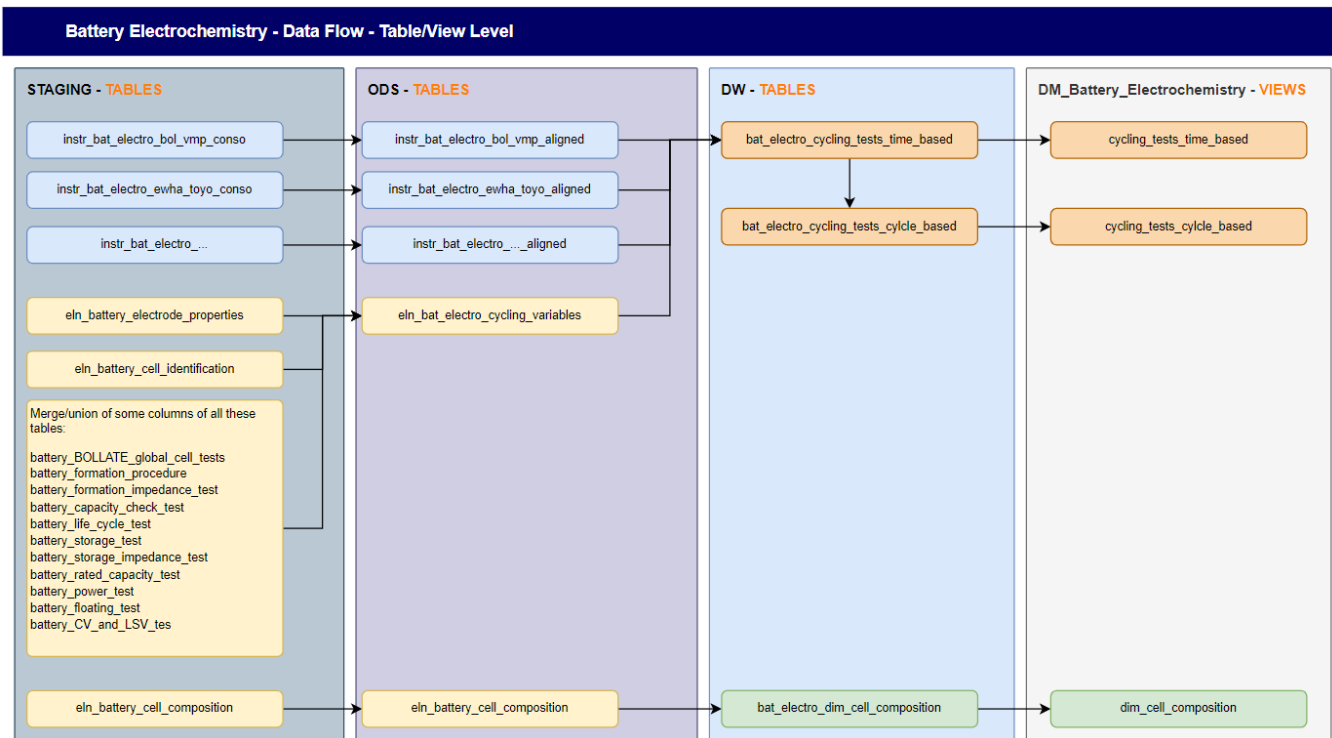 Battery Electrochemistry - Data Flow - Table/View Level
STAGING - TABLES
instr_bat_electro_bol_vmp_conso
instr_bat_electro_ewha_toyo_conso
instr_bat_electro_...
eln_battery_electrode_properties
eln_battery_cell_identification
Merge/union of some columns of all these
tables:
battery_BOLLATE_global_cell_tests
battery_formation_procedure
battery_formation_impedance_test
battery_capacity_check_test
battery_life_cycle_test
battery_storage_test
battery_storage_impedance_test
battery_rated_capacity_test
battery_power_test
battery_floating_test
battery_CV_and_LSV_tes
eln_battery_cell_composition
ODS - TABLES
instr_bat_electro_bol_vmp_aligned
instr_bat_electro_ewha_toyo_aligned
instr_bat_electro_..._aligned
eln_bat_electro_cycling_variables
eln_battery_cell_composition
DW - TABLES
bat_electro_cycling_tests_time_based
bat_electro_cycling_tests_cylcle_based
bat_electro_dim_cell_composition
DM_Battery_Electrochemistry - VIEWS
cycling_tests_time_based
cycling_tests_cylcle_based
dim_cell_composition